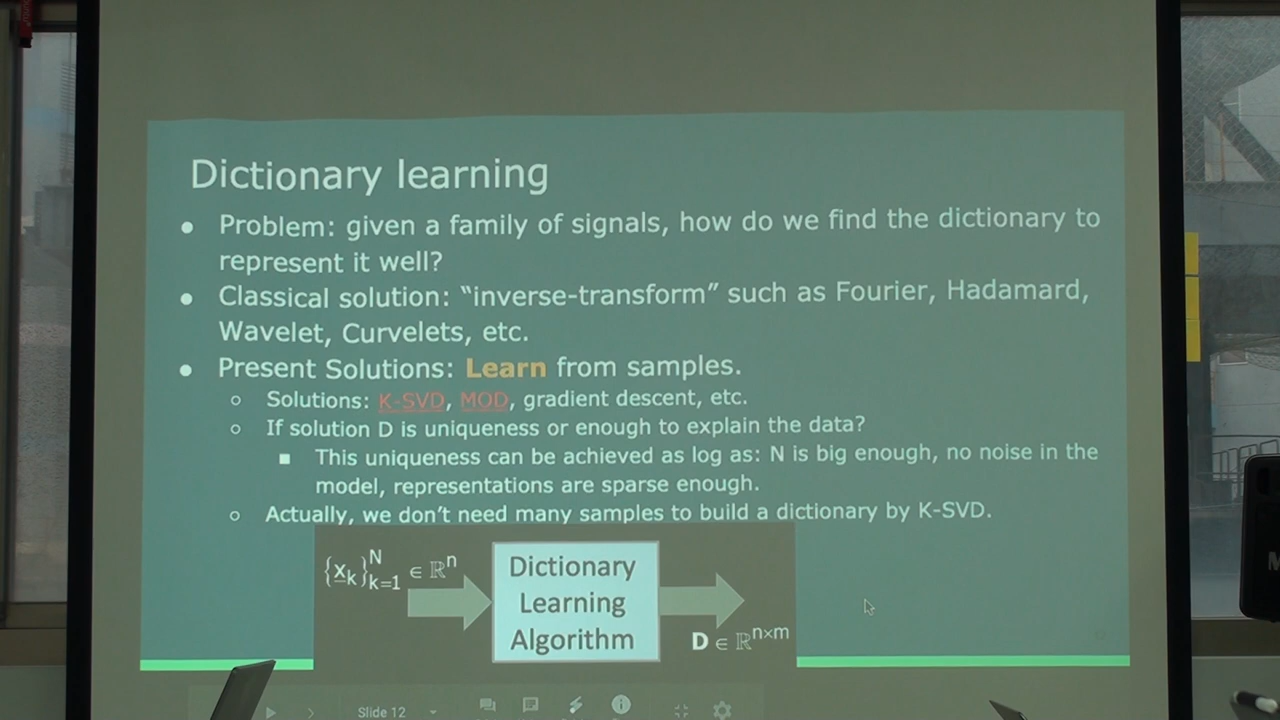 Dictionary learning
● Problem: given a family of signals, how do we find the dictionary to
represent it well?
● Classical solution: “inverse-transform” such as Fourier, Hadamard,
Wavelet, Curvelets, etc.
● Present Solutions: Learn from samples.
○ Solutions: K-SVD, MOD, gradient descent, etc.
○ If solution D is uniqueness or enough to explain the data?
■ This uniqueness can be achieved as log as: N is big enough, no noise in the
model, representations are sparse enough.
○ Actually, we don’t need many samples to build a dictionary by K-SVD.
{x_k}_{k=1}^N ∈ ℝ^n
Dictionary
Learning
Algorithm
D ∈ ℝ^{n×m}
Slide 12